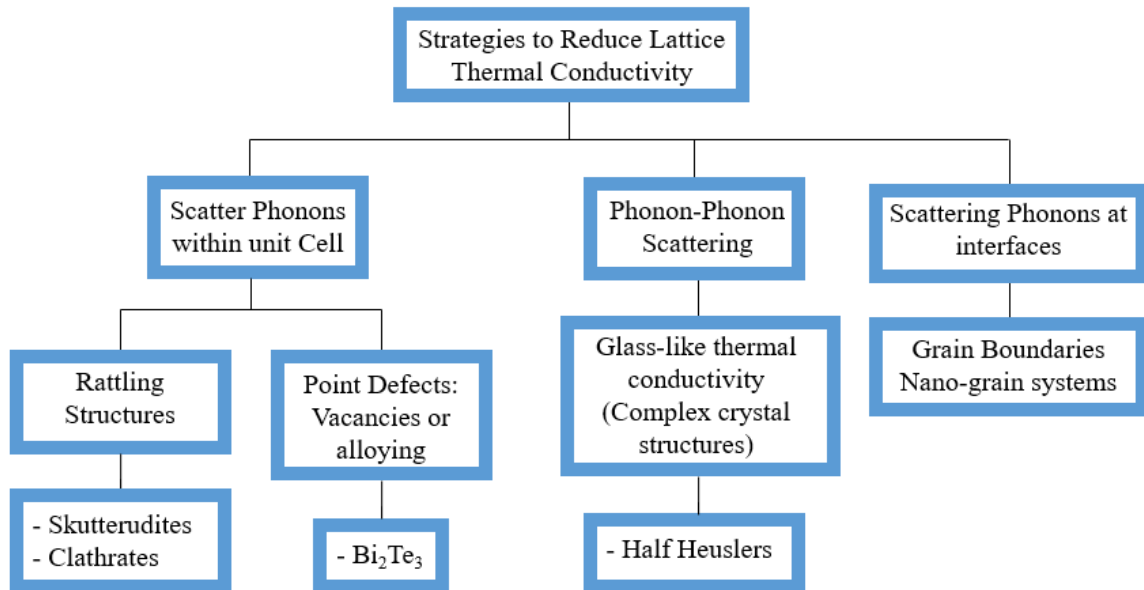 Strategies to Reduce Lattice
Thermal Conductivity
Scatter Phonons
within unit Cell
Phonon-Phonon
Scattering
Scattering Phonons at
interfaces
Rattling
Structures
Point Defects:
Vacancies or
alloying
Glass-like thermal
conductivity
(Complex crystal
structures)
Grain Boundaries
Nano-grain systems
- Skutterudites
- Clathrates
- Bi₂Te₃
- Half Heuslers